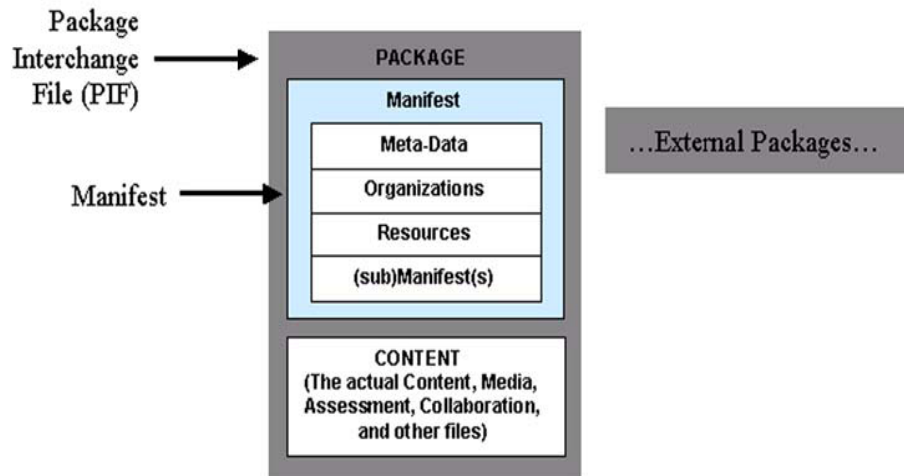 Package
Interchange
File (PIF)
PACKAGE
Manifest
Meta-Data
Organizations
Resources
(sub)Manifest(s)
Manifest
…External Packages…
CONTENT
(The actual Content, Media,
Assessment, Collaboration,
and other files)